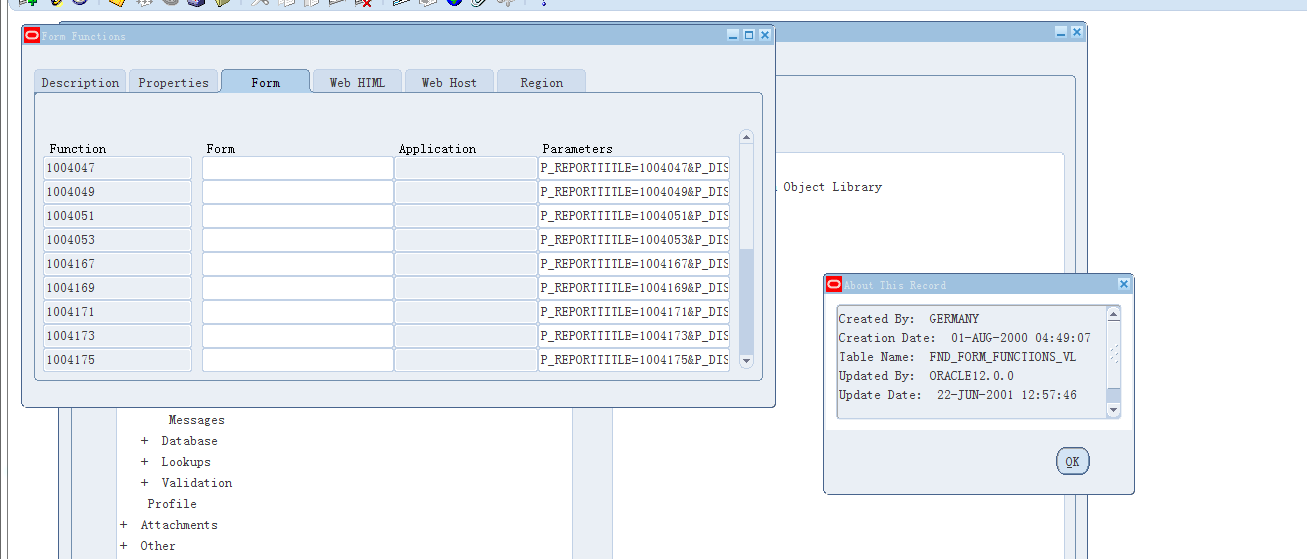 Form Functions
Description Properties Form Web HTML Web Host Region
Function Form Application Parameters
1004047 P_REPORTTITLE=1004047&P_DIS
1004049 P_REPORTTITLE=1004049&P_DIS
1004051 P_REPORTTITLE=1004051&P_DIS
1004053 P_REPORTTITLE=1004053&P_DIS
1004167 P_REPORTTITLE=1004167&P_DIS
1004169 P_REPORTTITLE=1004169&P_DIS
1004171 P_REPORTTITLE=1004171&P_DIS
1004173 P_REPORTTITLE=1004173&P_DIS
1004175 P_REPORTTITLE=1004175&P_DIS
Object Library
Messages
+ Database
+ Lookups
+ Validation
Profile
+ Attachments
+ Other
About This Record
Created By: GERMANY
Creation Date: 01-AUG-2000 04:49:07
Table Name: FND_FORM_FUNCTIONS_VL
Updated By: ORACLE12.0.0
Update Date: 22-JUN-2001 12:57:46
OK